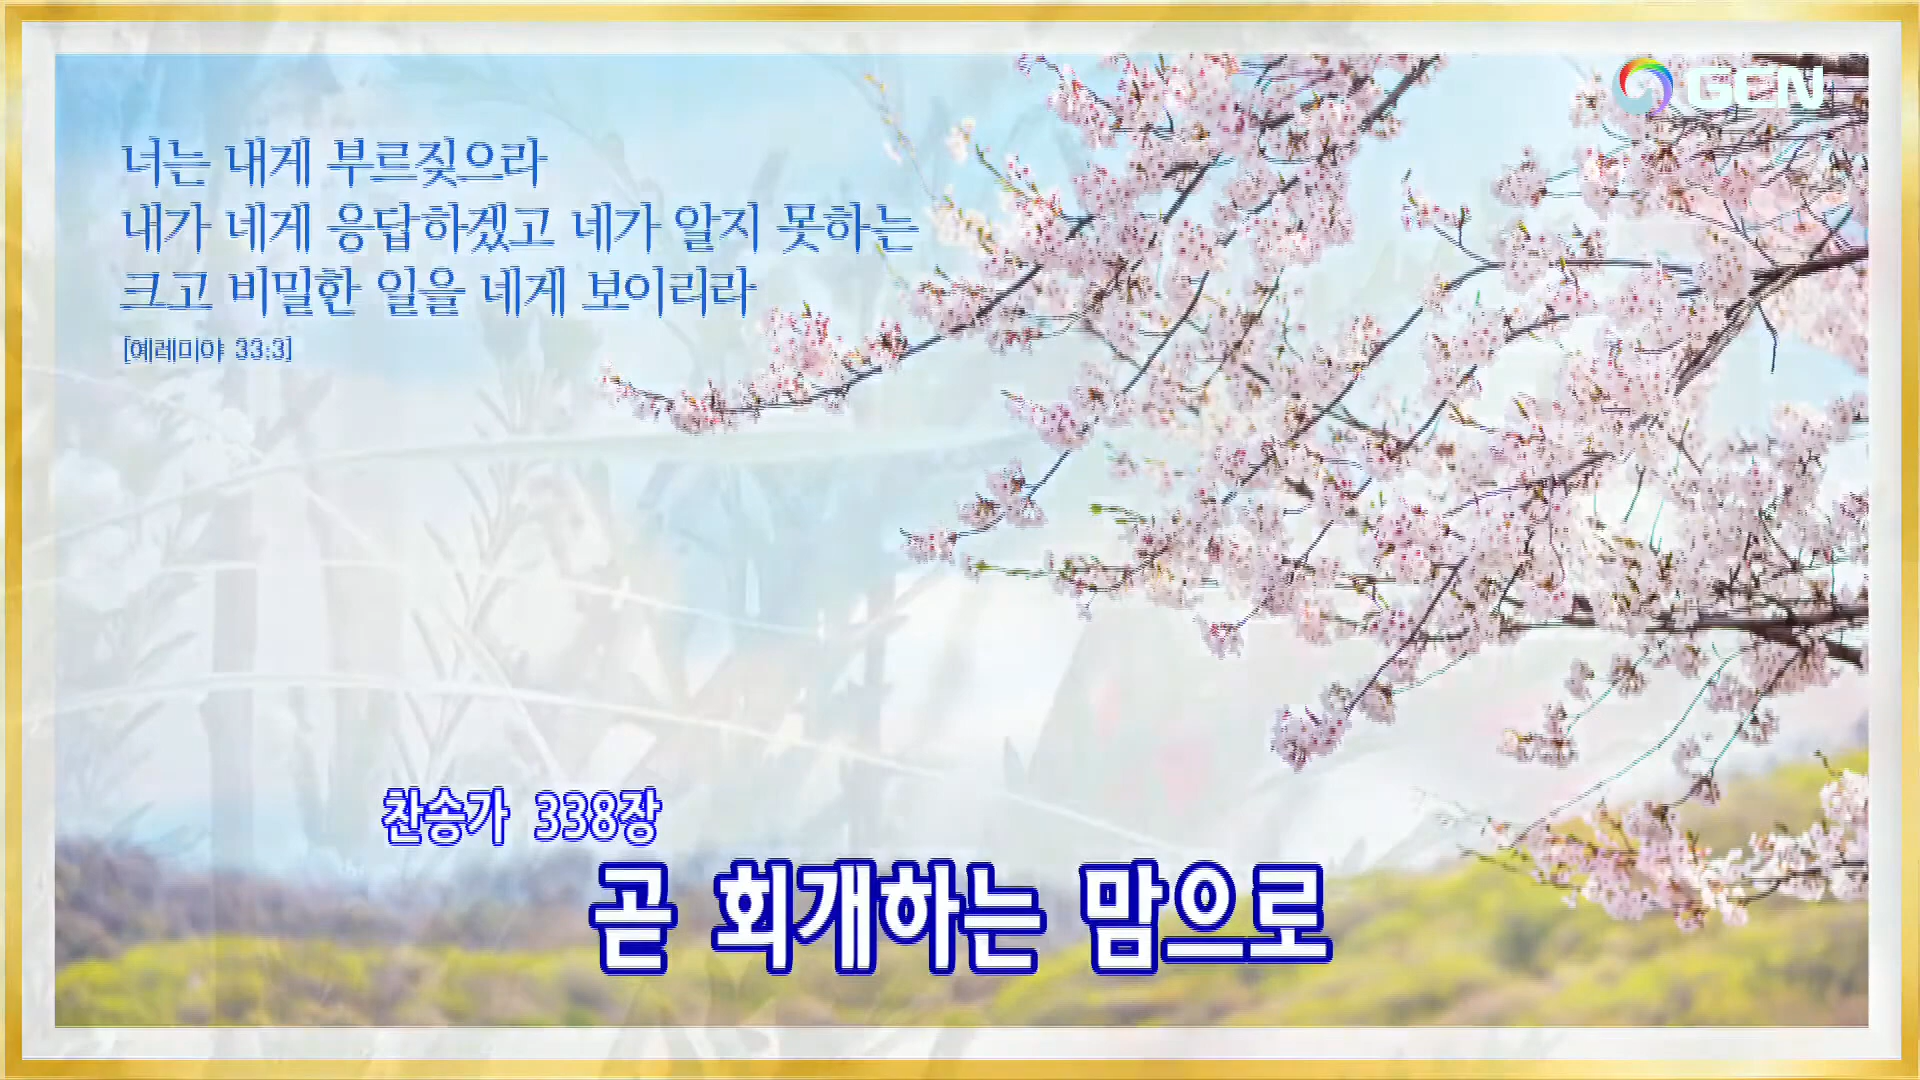 GCN
너는 내게 부르짖으라
내가 네게 응답하겠고 네가 알지 못하는
크고 비밀한 일을 네게 보이리라
[예레미야 33:3]
찬송가 338장
곧 회개하는 맘으로